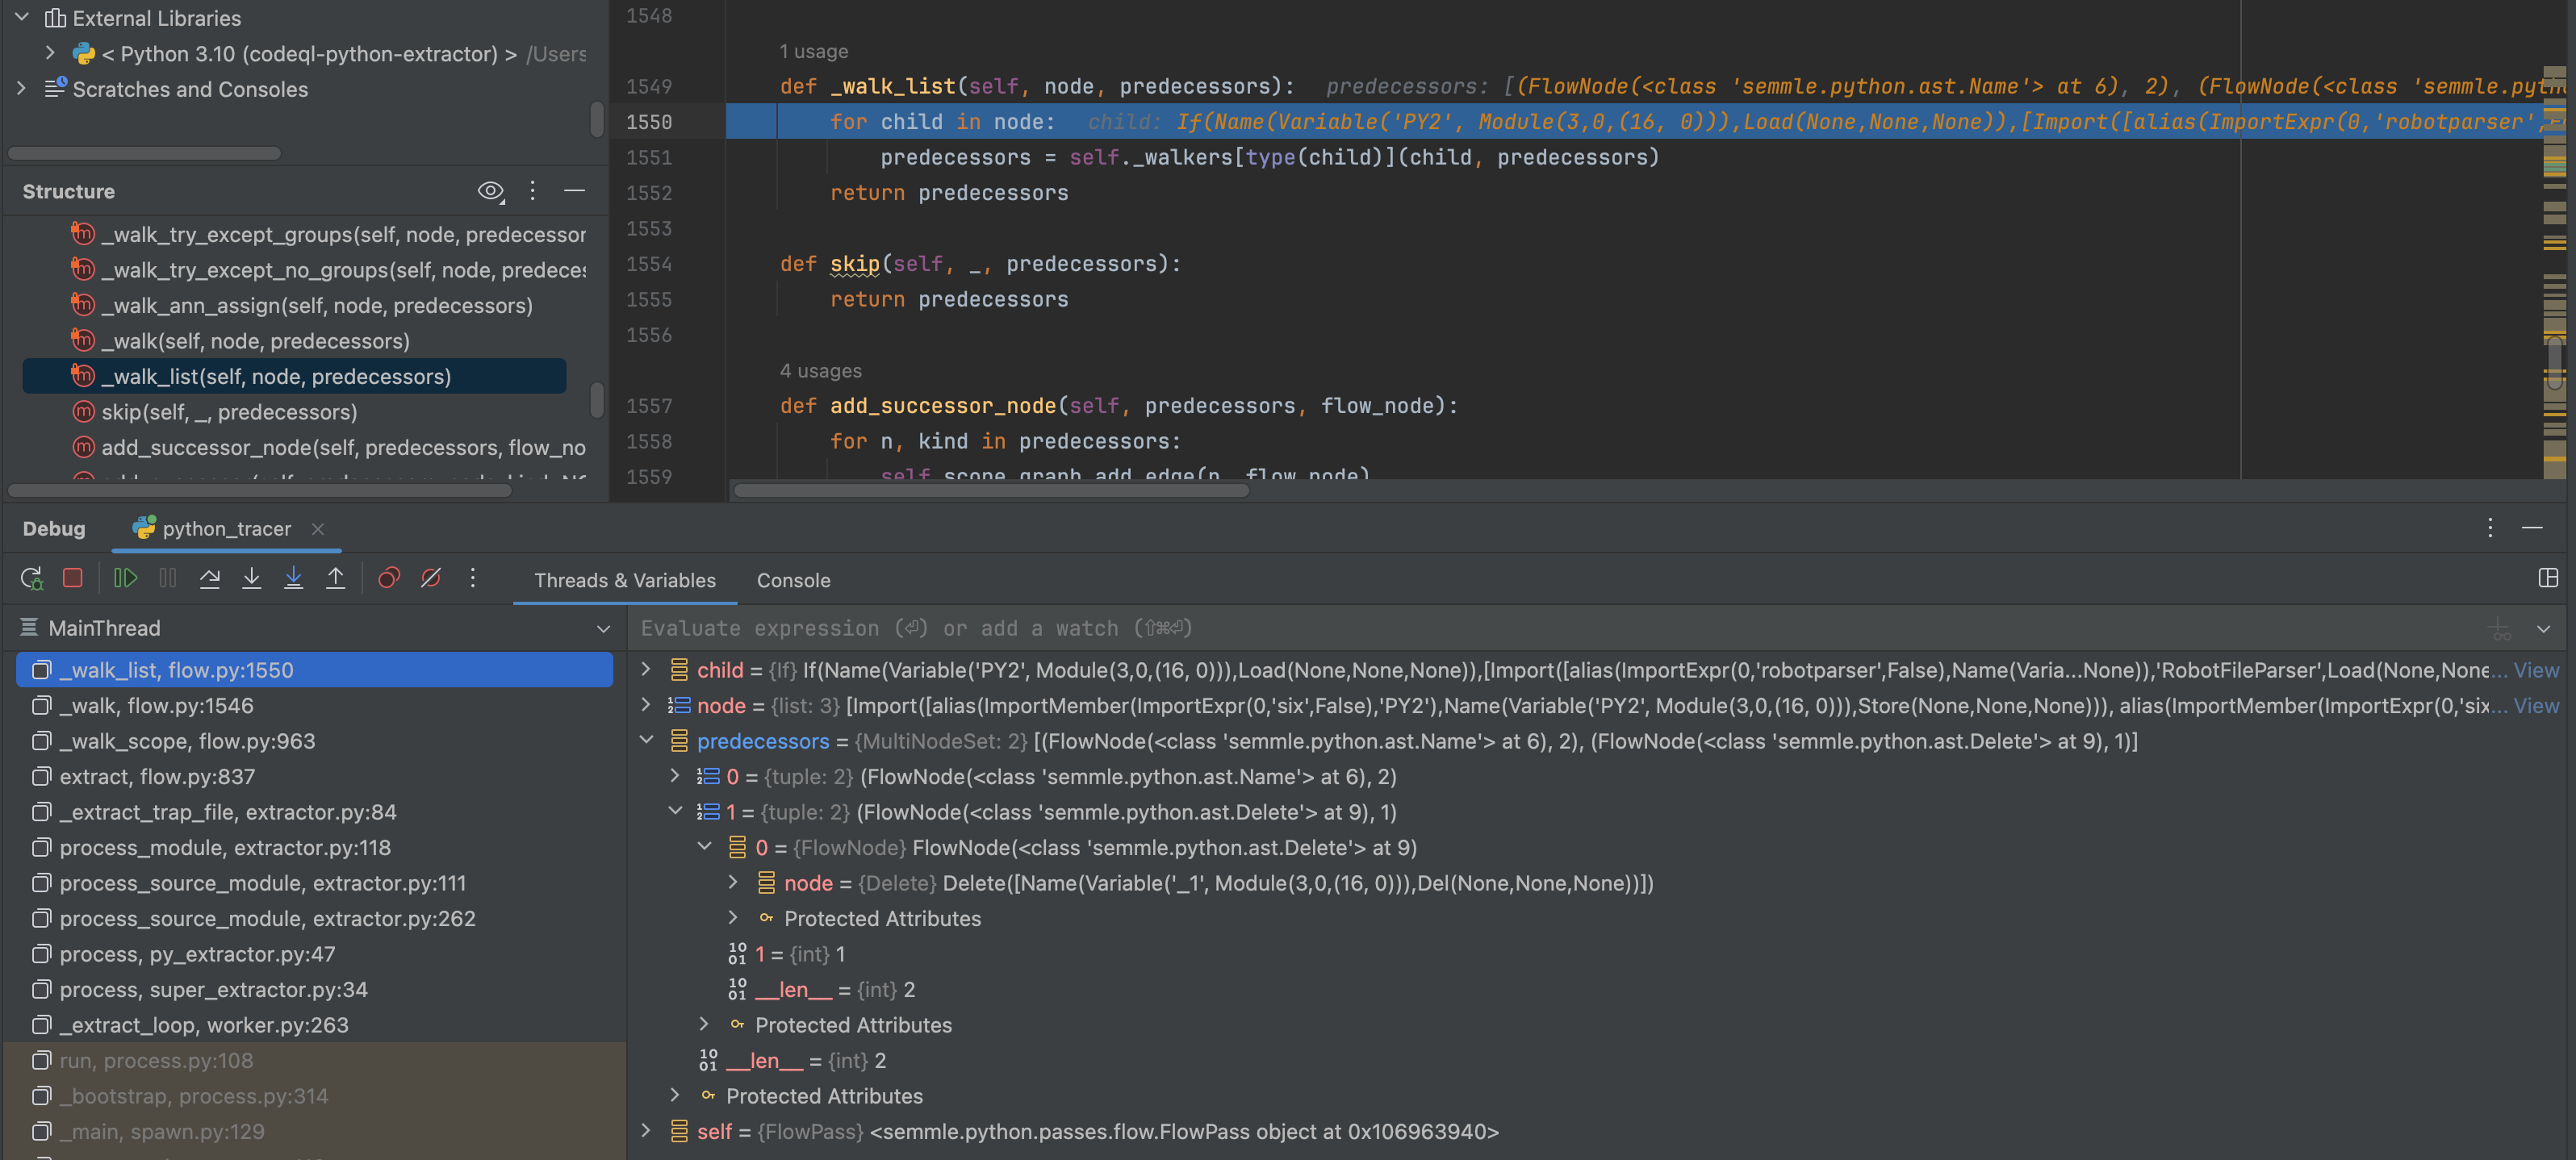 External Libraries
< Python 3.10 (codeql-python-extractor) > /Users
Scratches and Consoles
Structure
_walk_try_except_groups(self, node, predecessor
_walk_try_except_no_groups(self, node, predeces
_walk_ann_assign(self, node, predecessors)
_walk(self, node, predecessors)
_walk_list(self, node, predecessors)
skip(self, _, predecessors)
add_successor_node(self, predecessors, flow_no
1548
1 usage
1549 def _walk_list(self, node, predecessors): predecessors: [(FlowNode(<class 'semmle.python.ast.Name'> at 6), 2), (FlowNode(<class 'semmle.pyth
1550 for child in node: child: If(Name(Variable('PY2', Module(3,0,(16, 0))),Load(None,None,None)),[Import([alias(ImportExpr(0,'robotparser',
1551 predecessors = self._walkers[type(child)](child, predecessors)
1552 return predecessors
1553
1554 def skip(self, _, predecessors):
1555 return predecessors
1556
4 usages
1557 def add_successor_node(self, predecessors, flow_node):
1558 for n, kind in predecessors:
1559 self.scope_graph.add_edge(n, flow_node)
Debug python_tracer
Threads & Variables Console
MainThread
_walk_list, flow.py:1550
_walk, flow.py:1546
_walk_scope, flow.py:963
extract, flow.py:837
_extract_trap_file, extractor.py:84
process_module, extractor.py:118
process_source_module, extractor.py:111
process_source_module, extractor.py:262
process, py_extractor.py:47
process, super_extractor.py:34
_extract_loop, worker.py:263
run, process.py:108
_bootstrap, process.py:314
_main, spawn.py:129
Evaluate expression (⏎) or add a watch (⇧⌘⏎)
child = {If} If(Name(Variable('PY2', Module(3,0,(16, 0))),Load(None,None,None)),[Import([alias(ImportExpr(0,'robotparser',False),Name(Varia...None)),'RobotFileParser',Load(None,None... View
node = {list: 3} [Import([alias(ImportMember(ImportExpr(0,'six',False),'PY2'),Name(Variable('PY2', Module(3,0,(16, 0))),Store(None,None,None))), alias(ImportMember(ImportExpr(0,'six... View
predecessors = {MultiNodeSet: 2} [(FlowNode(<class 'semmle.python.ast.Name'> at 6), 2), (FlowNode(<class 'semmle.python.ast.Delete'> at 9), 1)]
0 = {tuple: 2} (FlowNode(<class 'semmle.python.ast.Name'> at 6), 2)
1 = {tuple: 2} (FlowNode(<class 'semmle.python.ast.Delete'> at 9), 1)
0 = {FlowNode} FlowNode(<class 'semmle.python.ast.Delete'> at 9)
node = {Delete} Delete([Name(Variable('_1', Module(3,0,(16, 0))),Del(None,None,None))])
Protected Attributes
1 = {int} 1
__len__ = {int} 2
Protected Attributes
__len__ = {int} 2
Protected Attributes
self = {FlowPass} <semmle.python.passes.flow.FlowPass object at 0x106963940>